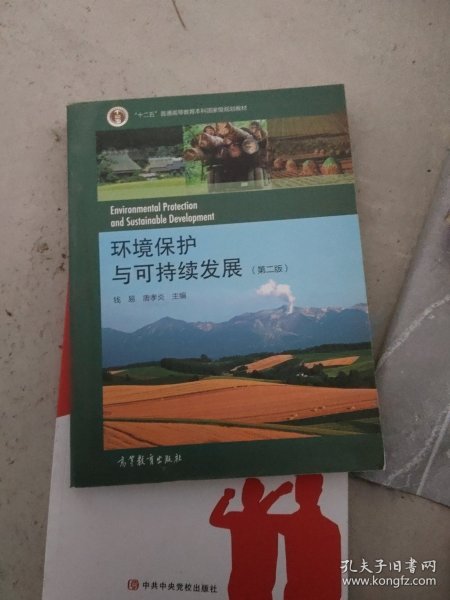 “十二五”普通高等教育本科国家级规划教材
Environmental Protection
and Sustainable Development
环境保护
与可持续发展（第二版）
钱 易 唐孝炎 主编
高等教育出版社
中共中央党校出版社
孔夫子旧书网
www.kongfz.com